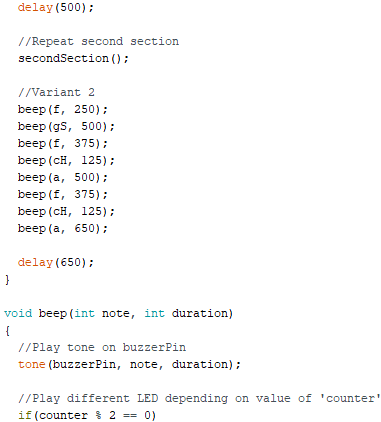 delay(500);
//Repeat second section
secondSection();
//Variant 2
beep(f, 250);
beep(gS, 500);
beep(f, 375);
beep(cH, 125);
beep(a, 500);
beep(f, 375);
beep(cH, 125);
beep(a, 650);
delay(650);
}
void beep(int note, int duration)
{
//Play tone on buzzerPin
tone(buzzerPin, note, duration);
//Play different LED depending on value of 'counter'
if(counter % 2 == 0)